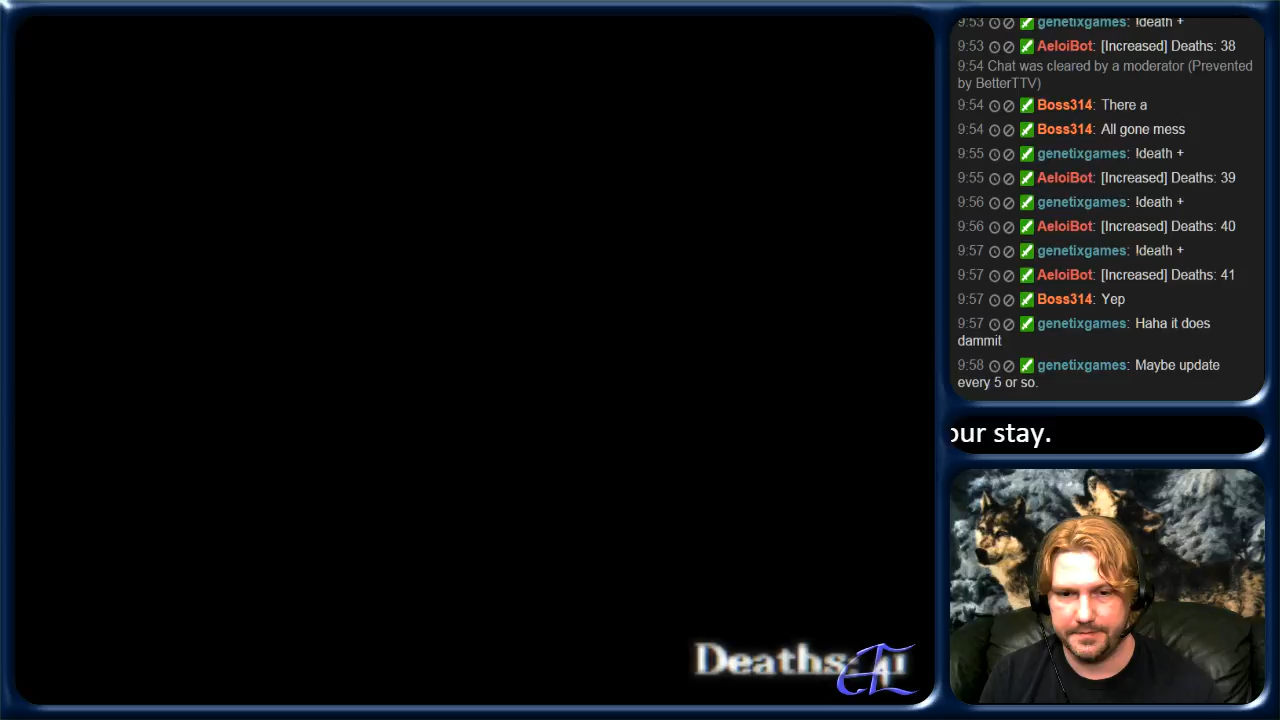 9:53 genetixgames: !death +
9:53 AeloiBot: [Increased] Deaths: 38
9:54 Chat was cleared by a moderator (Prevented
by BetterTTV)
9:54 Boss314: There a
9:54 Boss314: All gone mess
9:55 genetixgames: !death +
9:55 AeloiBot: [Increased] Deaths: 39
9:56 genetixgames: !death +
9:56 AeloiBot: [Increased] Deaths: 40
9:57 genetixgames: !death +
9:57 AeloiBot: [Increased] Deaths: 41
9:57 Boss314: Yep
9:57 genetixgames: Haha it does
dammit
9:58 genetixgames: Maybe update
every 5 or so.
our stay.
Deaths: 41